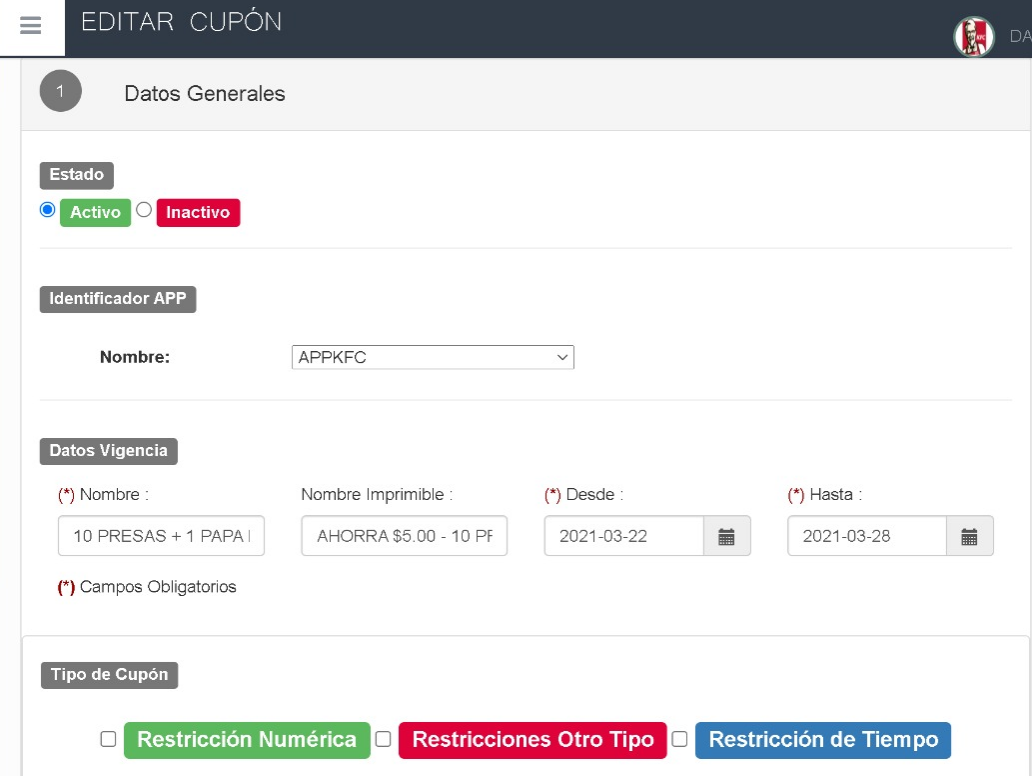 EDITAR CUPÓN
DA
1
Datos Generales
Estado
Activo Inactivo
Identificador APP
Nombre: APPKFC
Datos Vigencia
(*) Nombre : Nombre Imprimible : (*) Desde : (*) Hasta :
10 PRESAS + 1 PAPA AHORRA $5.00 - 10 PF 2021-03-22 2021-03-28
(*) Campos Obligatorios
Tipo de Cupón
Restricción Numérica Restricciones Otro Tipo Restricción de Tiempo